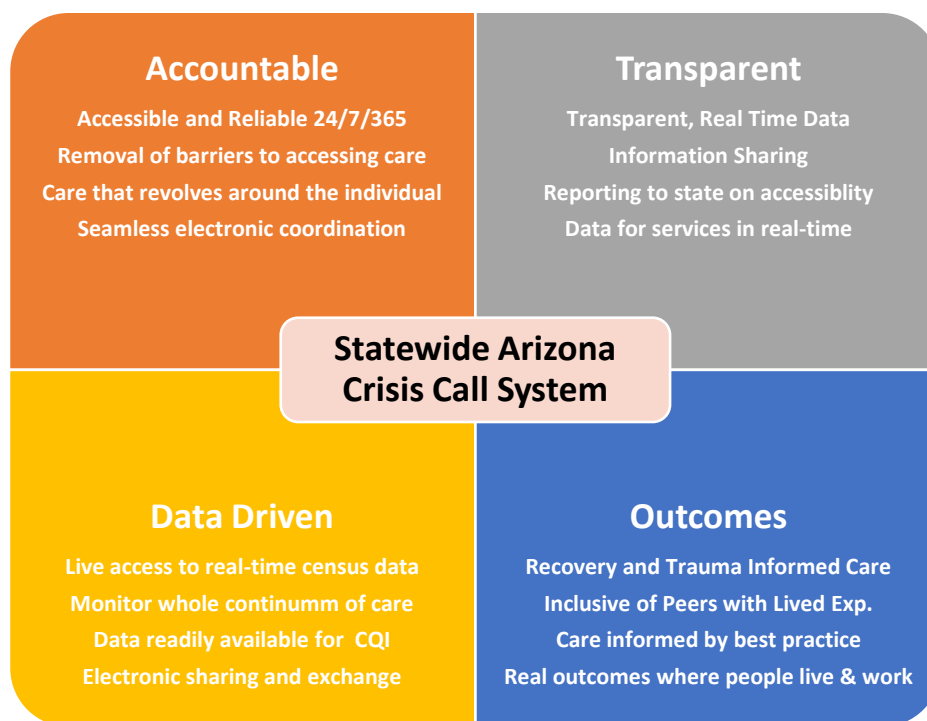 Accountable
Accessible and Reliable 24/7/365
Removal of barriers to accessing care
Care that revolves around the individual
Seamless electronic coordination
Transparent
Transparent, Real Time Data
Information Sharing
Reporting to state on accessiblity
Data for services in real-time
Statewide Arizona
Crisis Call System
Data Driven
Live access to real-time census data
Monitor whole continumm of care
Data readily available for CQI
Electronic sharing and exchange
Outcomes
Recovery and Trauma Informed Care
Inclusive of Peers with Lived Exp.
Care informed by best practice
Real outcomes where people live & work